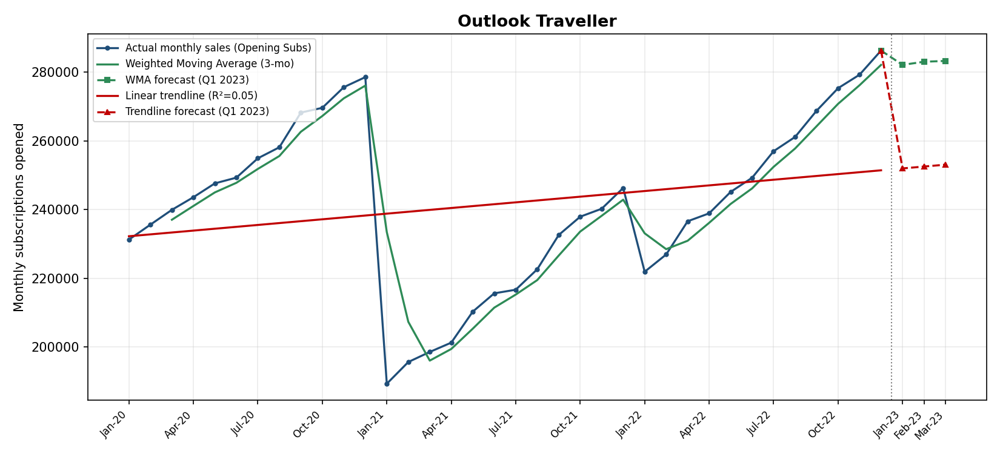 Outlook Traveller
Actual monthly sales (Opening Subs)
Weighted Moving Average (3-mo)
WMA forecast (Q1 2023)
Linear trendline (R²=0.05)
Trendline forecast (Q1 2023)
Monthly subscriptions opened
280000
260000
240000
220000
200000
Jan-20
Apr-20
Jul-20
Oct-20
Jan-21
Apr-21
Jul-21
Oct-21
Jan-22
Apr-22
Jul-22
Oct-22
Jan-23
Feb-23
Mar-23